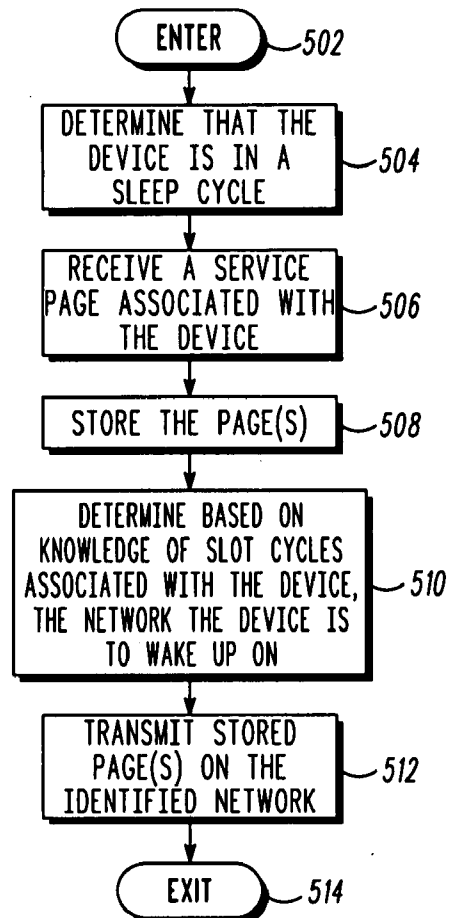 ENTER 502
DETERMINE THAT THE
DEVICE IS IN A
SLEEP CYCLE
504
RECEIVE A SERVICE
PAGE ASSOCIATED WITH
THE DEVICE
506
STORE THE PAGE(S) 508
DETERMINE BASED ON
KNOWLEDGE OF SLOT CYCLES
ASSOCIATED WITH THE DEVICE,
THE NETWORK THE DEVICE IS
TO WAKE UP ON
510
TRANSMIT STORED
PAGE(S) ON THE
IDENTIFIED NETWORK
512
EXIT 514